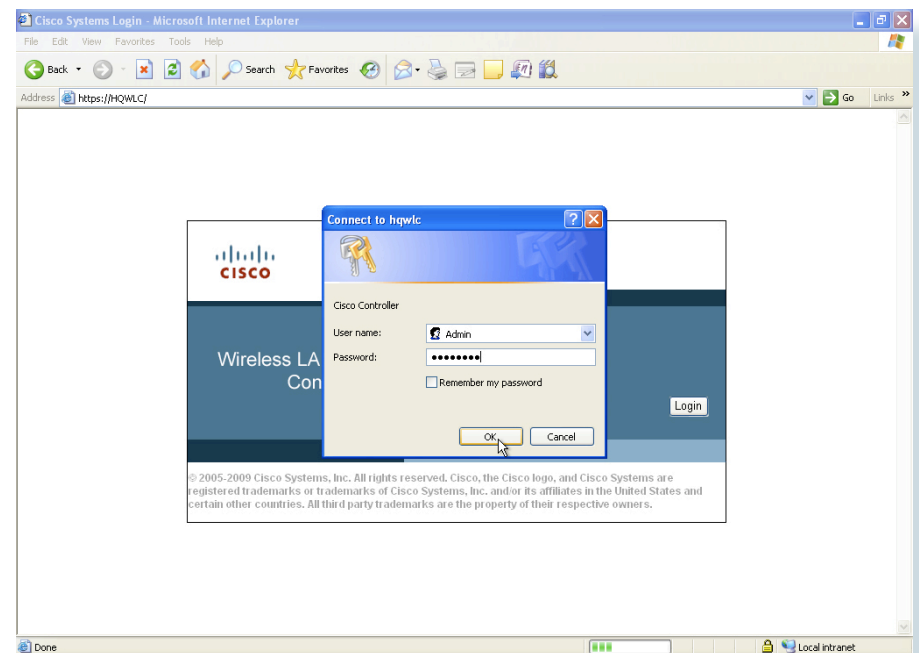 Cisco Systems Login - Microsoft Internet Explorer
File Edit View Favorites Tools Help
Back Search Favorites
Address https://HQWLC/ Go Links »
Connect to hqwlc
CISCO
Cisco Controller
User name: Admin
Password: ●●●●●●●●
Wireless LA
Con
Remember my password
Login
OK Cancel
© 2005-2009 Cisco Systems, Inc. All rights reserved. Cisco, the Cisco logo, and Cisco Systems are
registered trademarks or trademarks of Cisco Systems, Inc. and/or its affiliates in the United States and
certain other countries. All third party trademarks are the property of their respective owners.
Done Local intranet